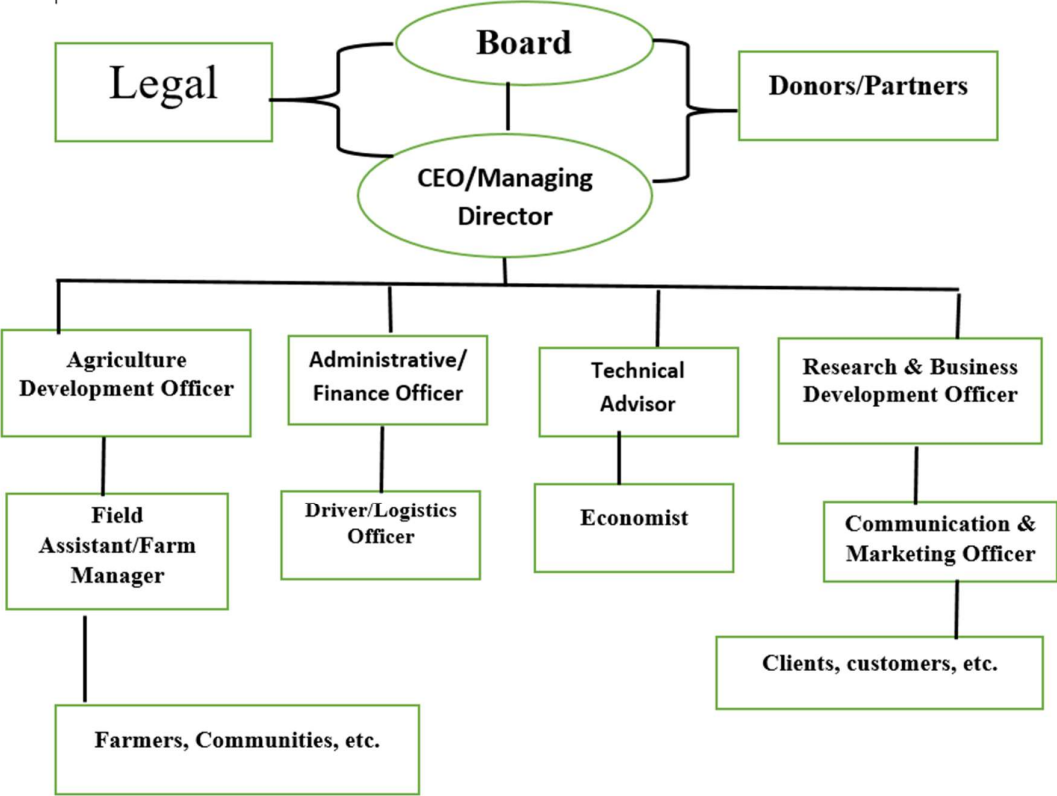 Board
Legal
Donors/Partners
CEO/Managing
Director
Agriculture
Development Officer
Administrative/
Finance Officer
Technical
Advisor
Research & Business
Development Officer
Field
Assistant/Farm
Manager
Driver/Logistics
Officer
Economist
Communication &
Marketing Officer
Clients, customers, etc.
Farmers, Communities, etc.